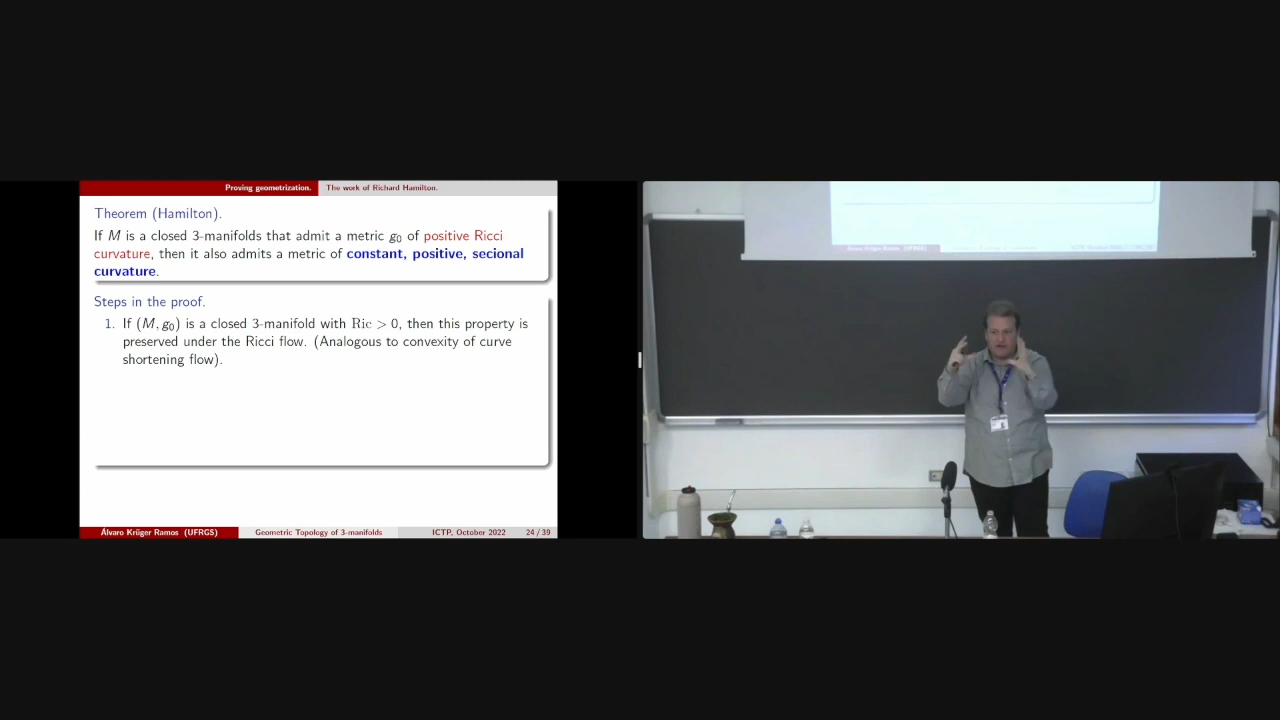 Proving geometrization. The work of Richard Hamilton.
Theorem (Hamilton).
If M is a closed 3-manifolds that admit a metric g₀ of positive Ricci
curvature, then it also admits a metric of constant, positive, secional
curvature.
Steps in the proof.
1. If (M, g₀) is a closed 3-manifold with Ric > 0, then this property is
preserved under the Ricci flow. (Analogous to convexity of curve
shortening flow).
Álvaro Krüger Ramos (UFRGS) Geometric Topology of 3-manifolds ICTP, October 2022 24 / 39